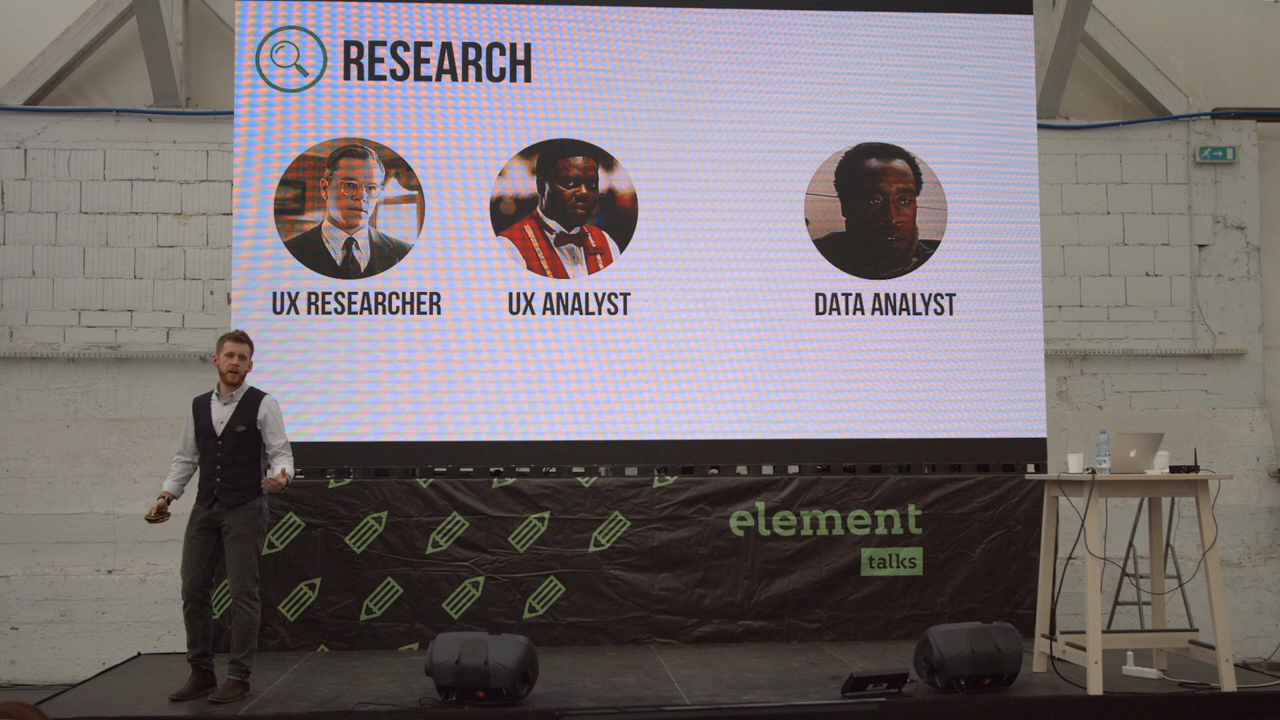 RESEARCH
UX RESEARCHER
UX ANALYST
DATA ANALYST
element
talks